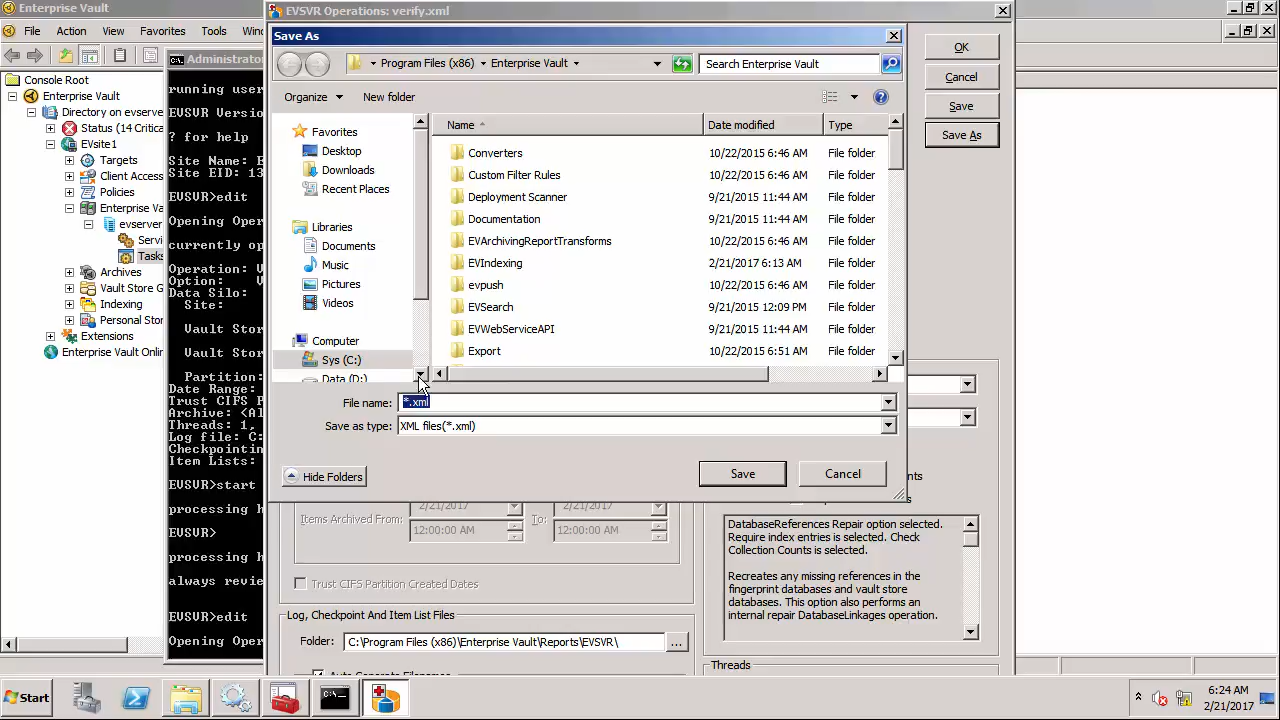 Enterprise Vault
File Action View Favorites Tools
Console Root
Enterprise Vault
Directory on evserve
Status (14 Critica
EVsite1
Targets
Client Access
Policies
Enterprise Va
evserver
Servi
Tasks
Archives
Vault Store G
Indexing
Personal Stor
Extensions
Enterprise Vault Onlin
Administrator
running user
EVSVR Versio
? for help
Site Name: E
Site EID: 13
EVSVR>edit
Opening Oper
currently op
Operation: V
Option: V
Data Silo:
Site:
Vault Stor
Vault Stor
Partition:
Date Range:
Trust CIFS P
Archive: <Al
Threads: 1,
Log file: C:
Checkpointin
Item Lists:
EVSVR>start
processing h
EVSVR>
processing h
always revie
EVSVR>edit
Opening Oper
EVSVR Operations: verify.xml
OK
Cancel
Save
Save As
Save As
Program Files (x86) Enterprise Vault
Search Enterprise Vault
Organize New folder
Favorites
Desktop
Downloads
Recent Places
Libraries
Documents
Music
Pictures
Videos
Computer
Sys (C:)
Data (D:)
Name Date modified Type
Converters 10/22/2015 6:46 AM File folder
Custom Filter Rules 10/22/2015 6:46 AM File folder
Deployment Scanner 9/21/2015 11:44 AM File folder
Documentation 9/21/2015 11:44 AM File folder
EVArchivingReportTransforms 10/22/2015 6:46 AM File folder
EVIndexing 2/21/2017 6:13 AM File folder
evpush 10/22/2015 6:46 AM File folder
EVSearch 9/21/2015 12:09 PM File folder
EVWebServiceAPI 9/21/2015 11:44 AM File folder
Export 10/22/2015 6:51 AM File folder
File name: *.xml
Save as type: XML files(*.xml)
Hide Folders
Save
Cancel
nts
s
2/21/2017 2/21/2017
Items Archived From: To:
12:00:00 AM 12:00:00 AM
Trust CIFS Partition Created Dates
DatabaseReferences Repair option selected.
Require index entries is selected. Check
Collection Counts is selected.
Recreates any missing references in the
fingerprint databases and vault store
databases. This option also performs an
internal repair DatabaseLinkages operation.
Log, Checkpoint And Item List Files
Folder: C:\Program Files (x86)\Enterprise Vault\Reports\EVSVR\ ...
Auto Generate Filenames
Threads
Start
6:24 AM
2/21/2017